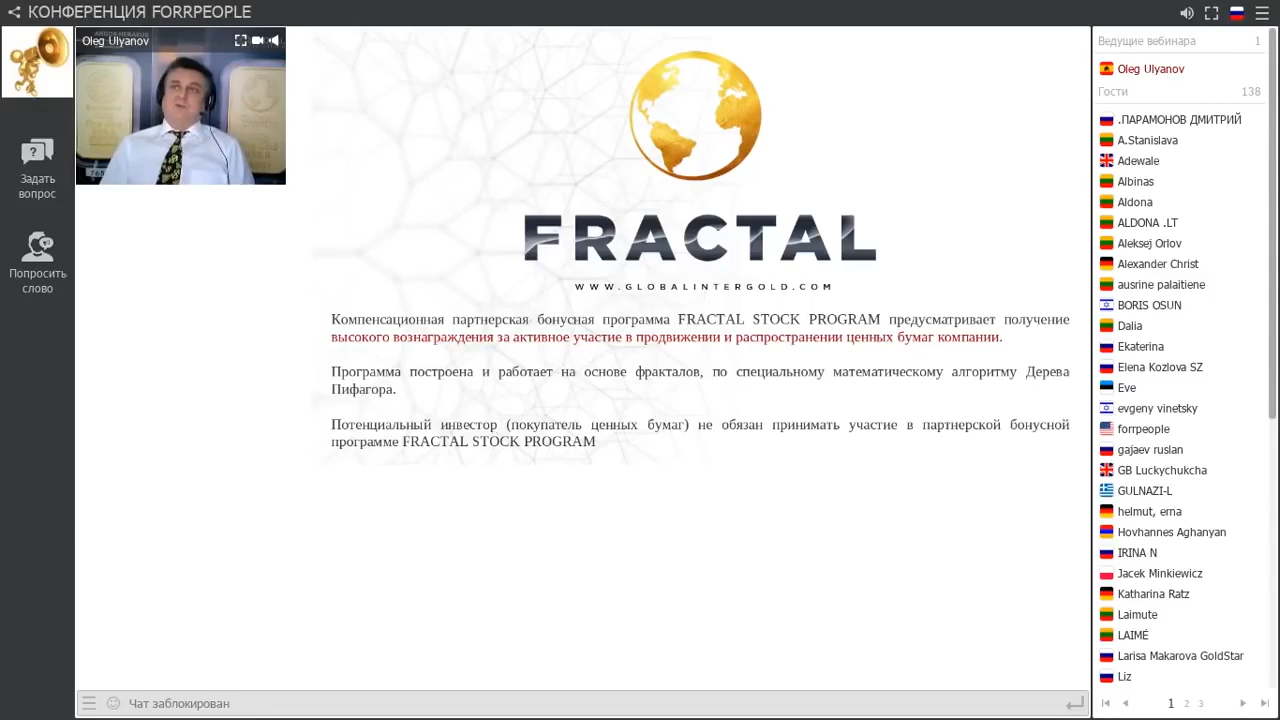 КОНФЕРЕНЦИЯ FORRPEOPLE
Oleg Ulyanov
Задать
вопрос
Попросить
слово
FRACTAL
WWW.GLOBALINTERGOLD.COM
Компенсационная партнерская бонусная программа FRACTAL STOCK PROGRAM предусматривает получение
высокого вознаграждения за активное участие в продвижении и распространении ценных бумаг компании.
Программа построена и работает на основе фракталов, по специальному математическому алгоритму Дерева
Пифагора.
Потенциальный инвестор (покупатель ценных бумаг) не обязан принимать участие в партнерской бонусной
программе FRACTAL STOCK PROGRAM
Чат заблокирован
Ведущие вебинара 1
Oleg Ulyanov
Гости 138
.ПАРАМОНОВ ДМИТРИЙ
A.Stanislava
Adewale
Albinas
Aldona
ALDONA .LT
Aleksej Orlov
Alexander Christ
ausrine palaitiene
BORIS OSUN
Dalia
Ekaterina
Elena Kozlova SZ
Eve
evgeny vinetsky
forrpeople
gajaev ruslan
GB Luckychukcha
GULNAZI-L
helmut, erna
Hovhannes Aghanyan
IRINA N
Jacek Minkiewicz
Katharina Ratz
Laimute
LAIMĖ
Larisa Makarova GoldStar
Liz
1 2 3